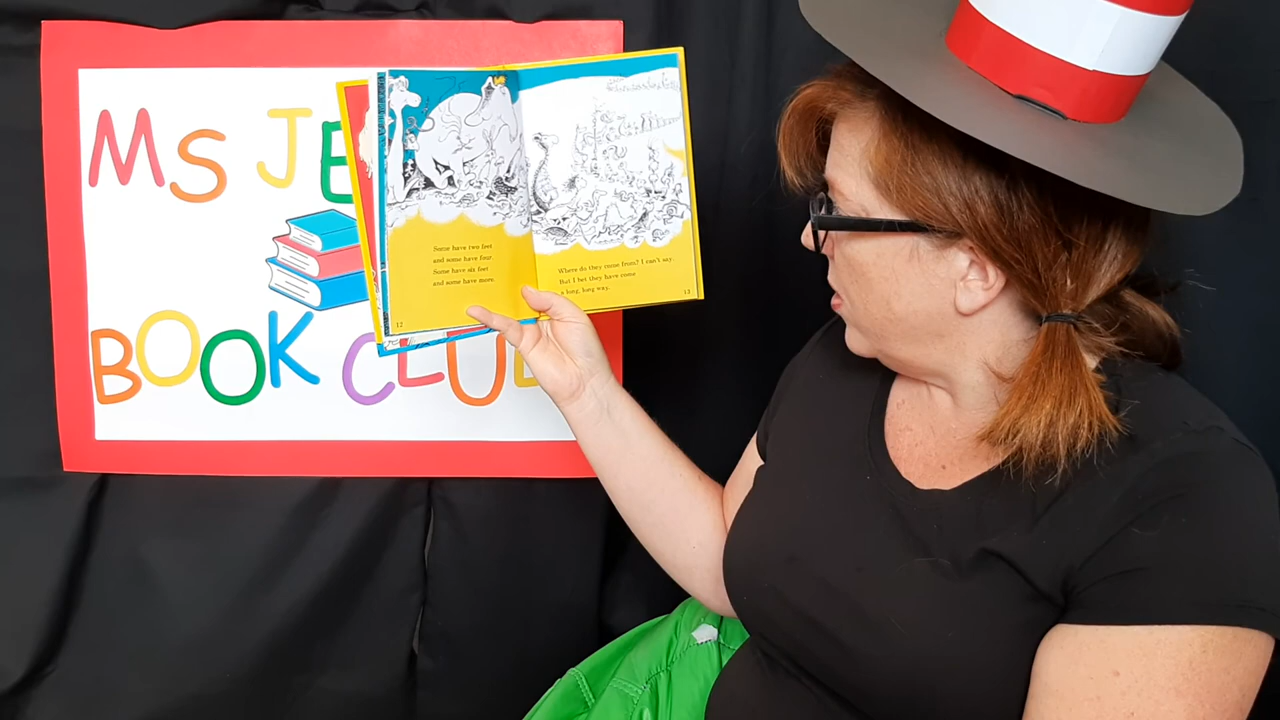 MS JE
BOOK CLUB
Some have two feet
and some have four.
Some have six feet
and some have more.
12
Where do they come from? I can't say.
But I bet they have come
a long, long way.
13